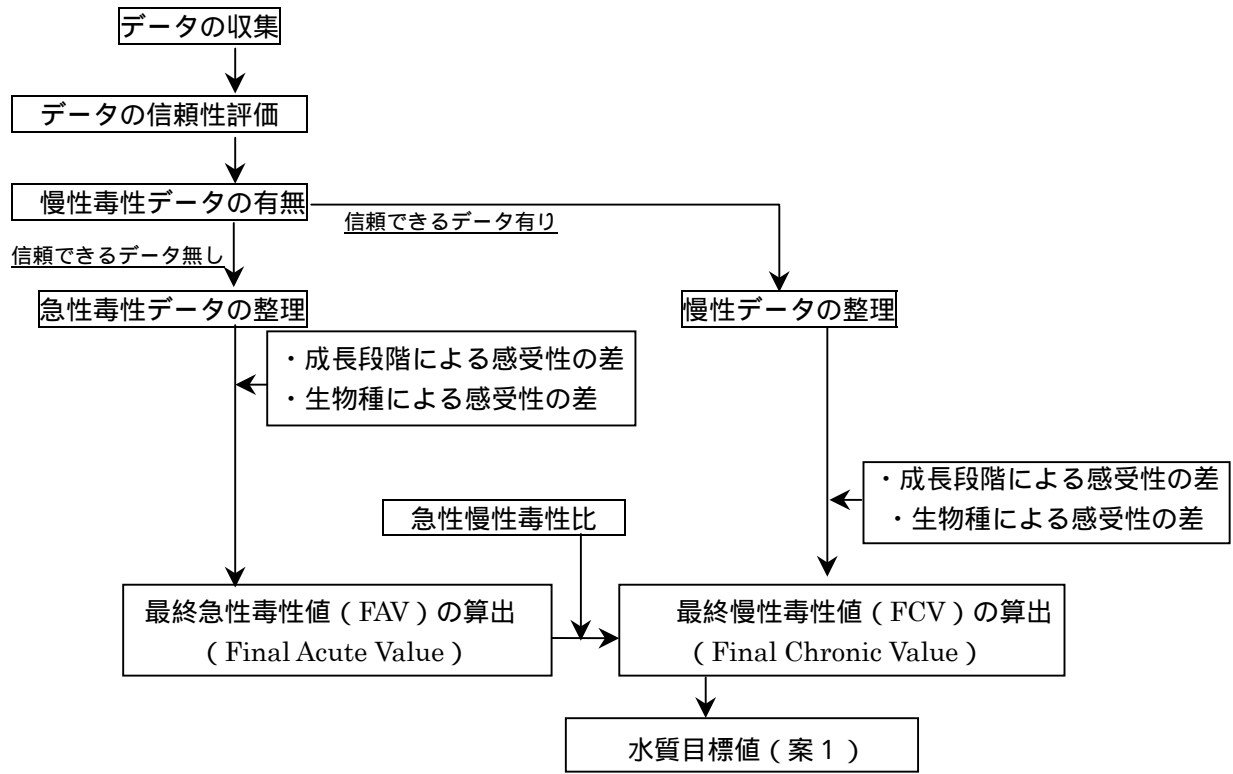 データの収集
データの信頼性評価
慢性毒性データの有無
信頼できるデータ有り
信頼できるデータ無し
急性毒性データの整理
慢性データの整理
・成長段階による感受性の差
・生物種による感受性の差
・成長段階による感受性の差
・生物種による感受性の差
急性慢性毒性比
最終急性毒性値（FAV）の算出
（Final Acute Value）
最終慢性毒性値（FCV）の算出
（Final Chronic Value）
水質目標値（案１）